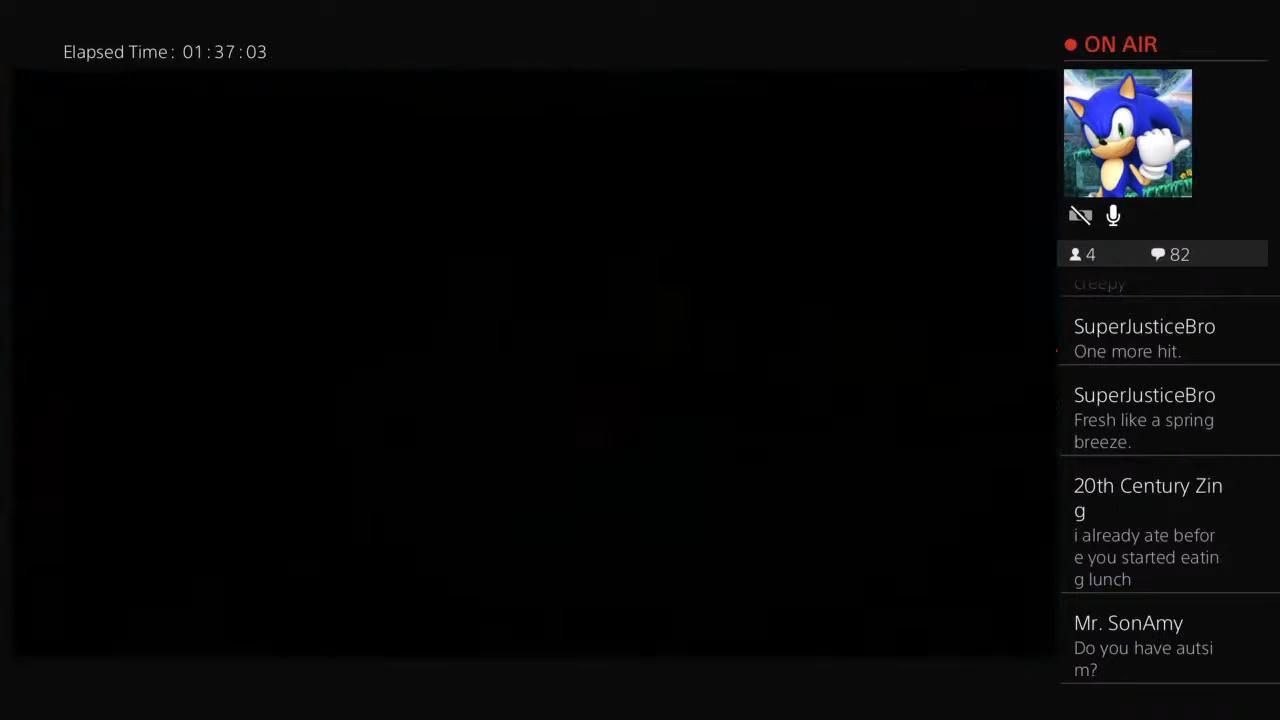 Elapsed Time: 01:37:03
ON AIR
4 82
creepy
SuperJusticeBro
One more hit.
SuperJusticeBro
Fresh like a spring
breeze.
20th Century Zin
g
i already ate befor
e you started eatin
g lunch
Mr. SonAmy
Do you have autsi
m?